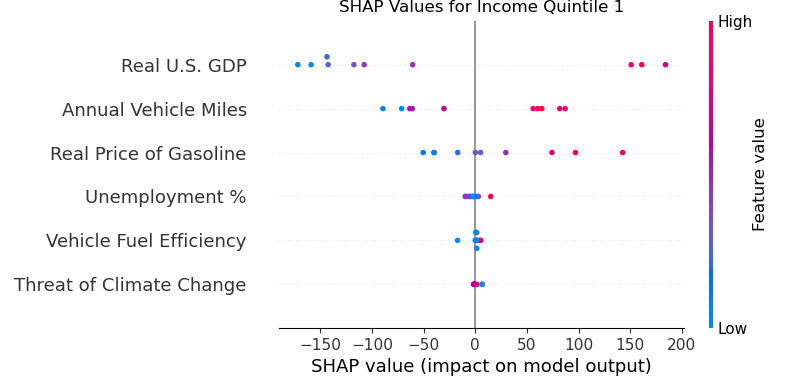 SHAP Values for Income Quintile 1
High
Real U.S. GDP
Annual Vehicle Miles
Real Price of Gasoline
Unemployment %
Vehicle Fuel Efficiency
Threat of Climate Change
Feature value
Low
−150 −100 −50 0 50 100 150 200
SHAP value (impact on model output)